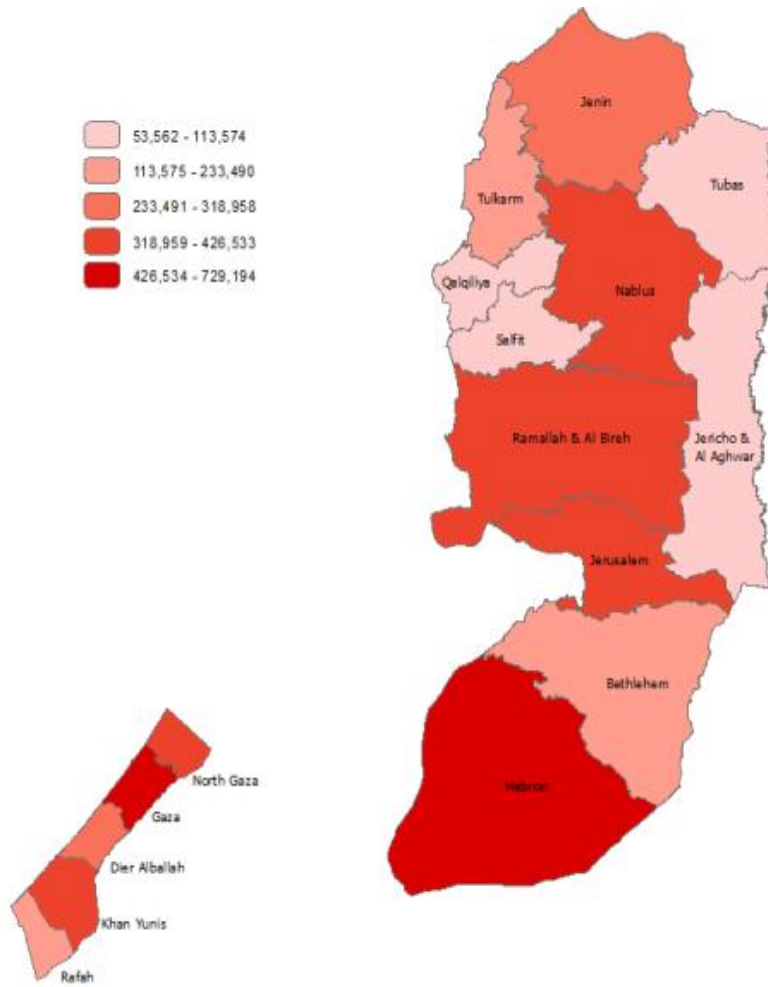 53,562 - 113,574
113,575 - 233,490
233,491 - 318,958
318,959 - 426,533
426,534 - 729,194
Jenin
Tubas
Tulkarm
Qalqiliya
Nablus
Salfit
Ramallah & Al Bireh
Jericho &
Al Aghwar
Jerusalem
Bethlehem
Hebron
North Gaza
Gaza
Dier Alballah
Khan Yunis
Rafah